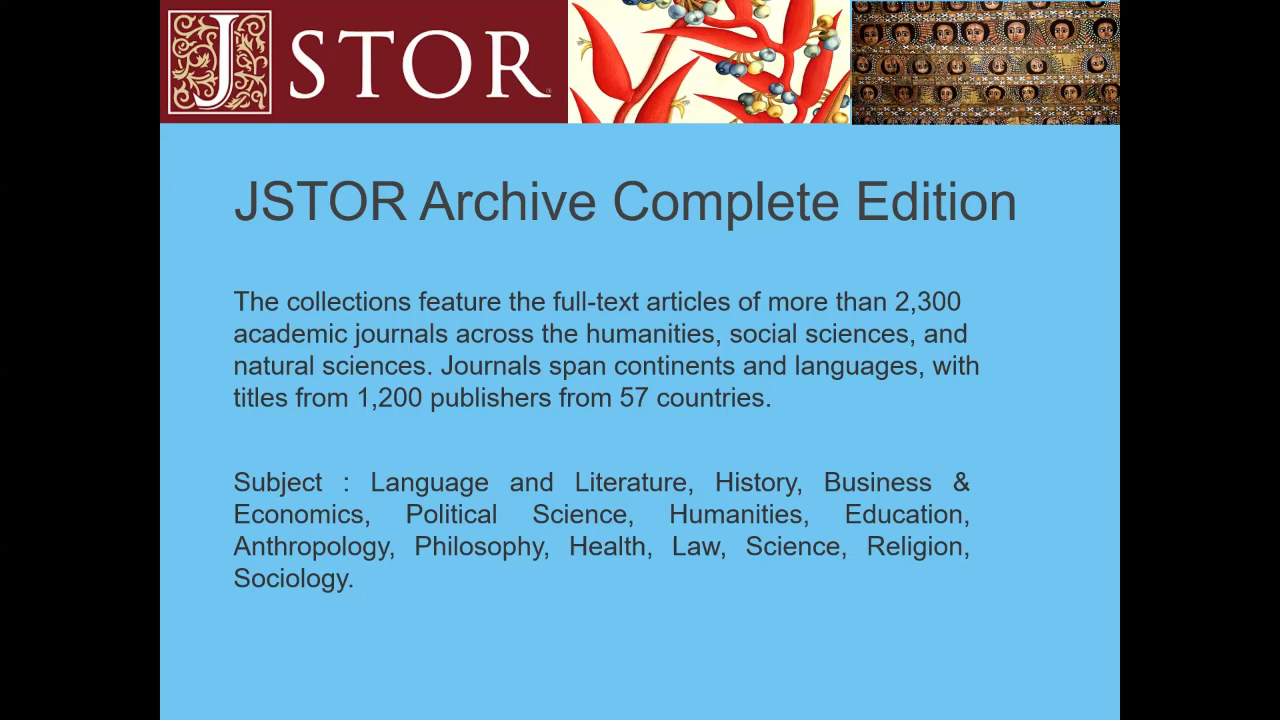 JSTOR
JSTOR Archive Complete Edition
The collections feature the full-text articles of more than 2,300
academic journals across the humanities, social sciences, and
natural sciences. Journals span continents and languages, with
titles from 1,200 publishers from 57 countries.
Subject : Language and Literature, History, Business &
Economics, Political Science, Humanities, Education,
Anthropology, Philosophy, Health, Law, Science, Religion,
Sociology.